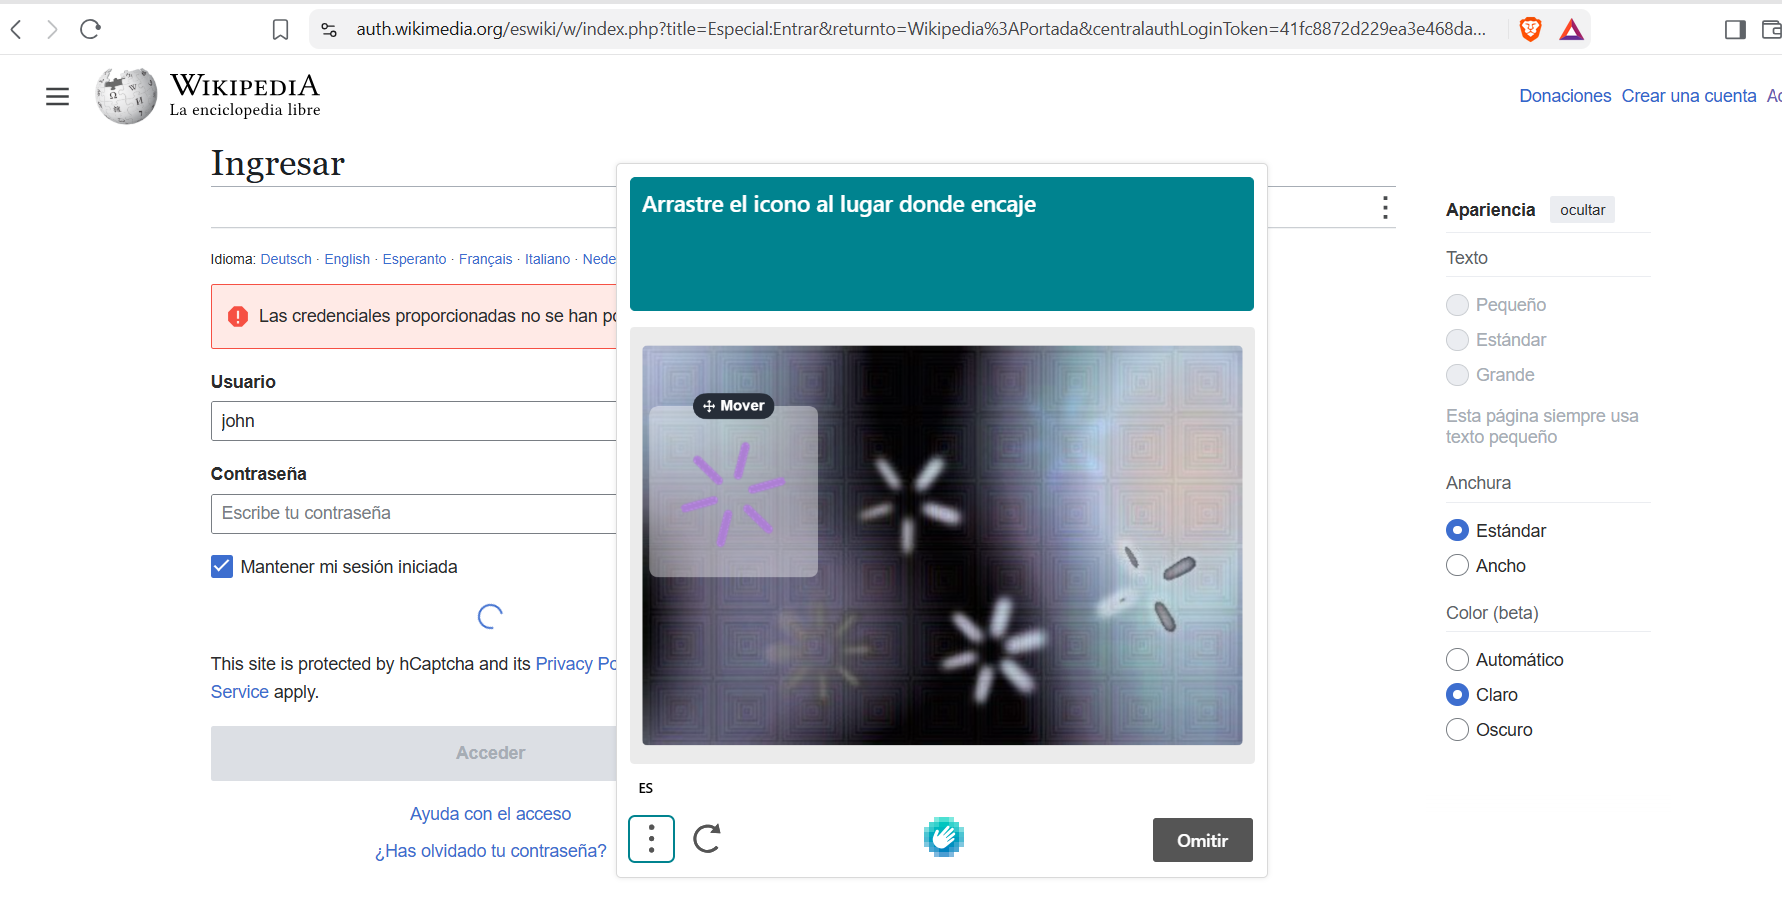 auth.wikimedia.org/eswiki/w/index.php?title=Especial:Entrar&returnto=Wikipedia%3APortada&centralauthLoginToken=41fc8872d229ea3e468da...
WIKIPEDIA
La enciclopedia libre
Donaciones Crear una cuenta
Ingresar
Arrastre el icono al lugar donde encaje
Apariencia ocultar
Idioma: Deutsch · English · Esperanto · Français · Italiano · Nede
Texto
Las credenciales proporcionadas no se han
Pequeño
Estándar
Grande
Usuario
john
Mover
Esta página siempre usa
texto pequeño
Contraseña
Escribe tu contraseña
Anchura
Estándar
Ancho
Mantener mi sesión iniciada
Color (beta)
Automático
Claro
Oscuro
This site is protected by hCaptcha and its Privacy
Service apply.
Acceder
ES
Ayuda con el acceso
¿Has olvidado tu contraseña?
Omitir